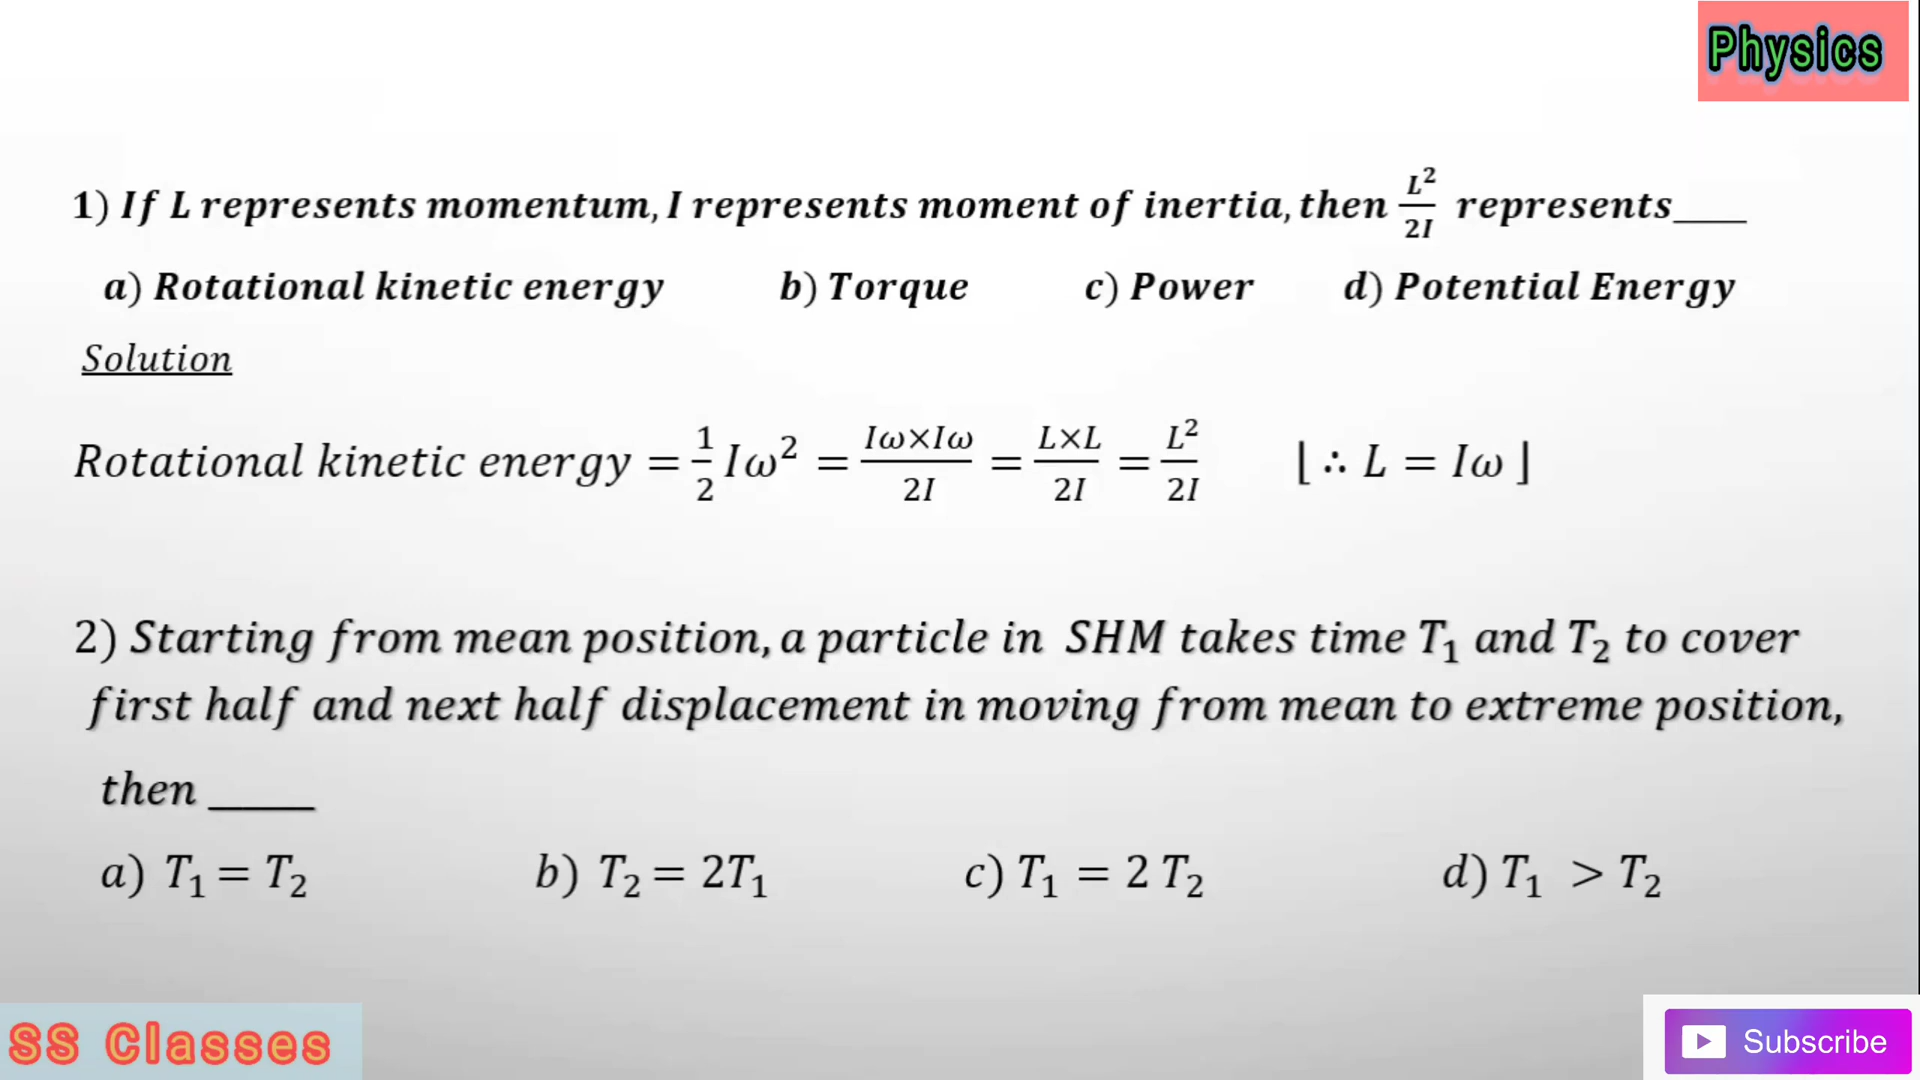 Physics
1) If L represents momentum, I represents moment of inertia, then L²/2I represents____
a) Rotational kinetic energy b) Torque c) Power d) Potential Energy
Solution
Rotational kinetic energy = 1/2 Iω² = Iω×Iω/2I = L×L/2I = L²/2I ⌊∴ L = Iω⌋
2) Starting from mean position, a particle in SHM takes time T₁ and T₂ to cover
first half and next half displacement in moving from mean to extreme position,
then _____
a) T₁ = T₂ b) T₂ = 2T₁ c) T₁ = 2 T₂ d) T₁ > T₂
SS Classes
Subscribe